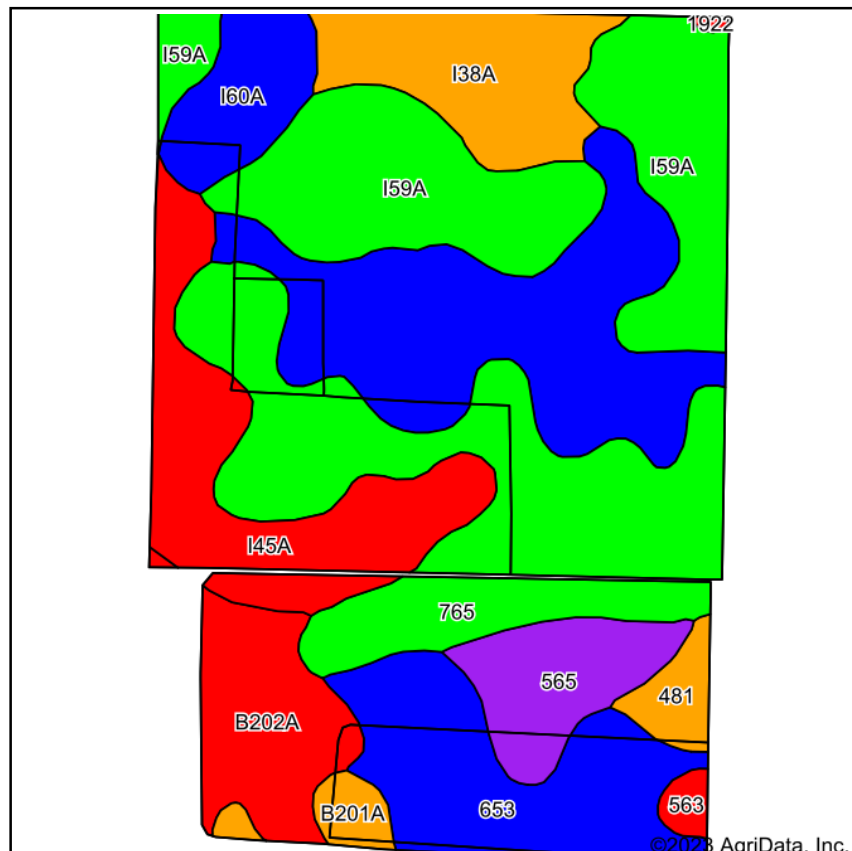 1922
I59A
I38A
I60A
I59A
I59A
I45A
765
565
481
B202A
563
653
B201A
©2023 AgriData, Inc.